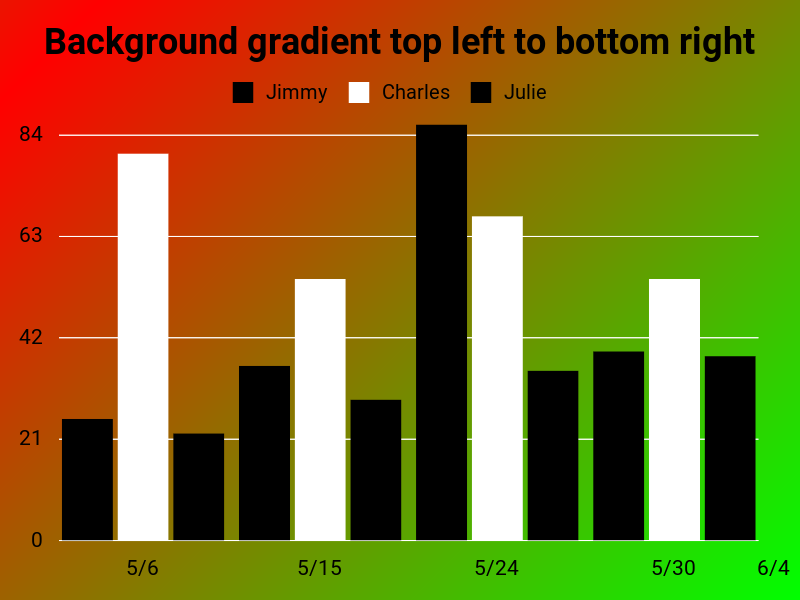 Background gradient top left to bottom right
Jimmy Charles Julie
84
63
42
21
0
5/6 5/15 5/24 5/30 6/4